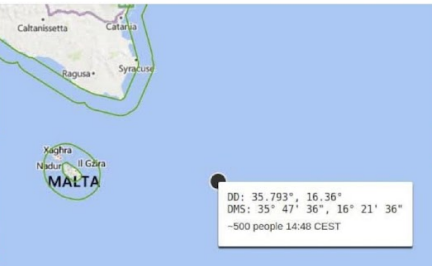 Caltanissetta
Catania
Ragusa
Syracuse
Xagħra
Nadur
Il Gżira
MALTA
DD: 35.793°, 16.36°
DMS: 35° 47' 36", 16° 21' 36"
~500 people 14:48 CEST